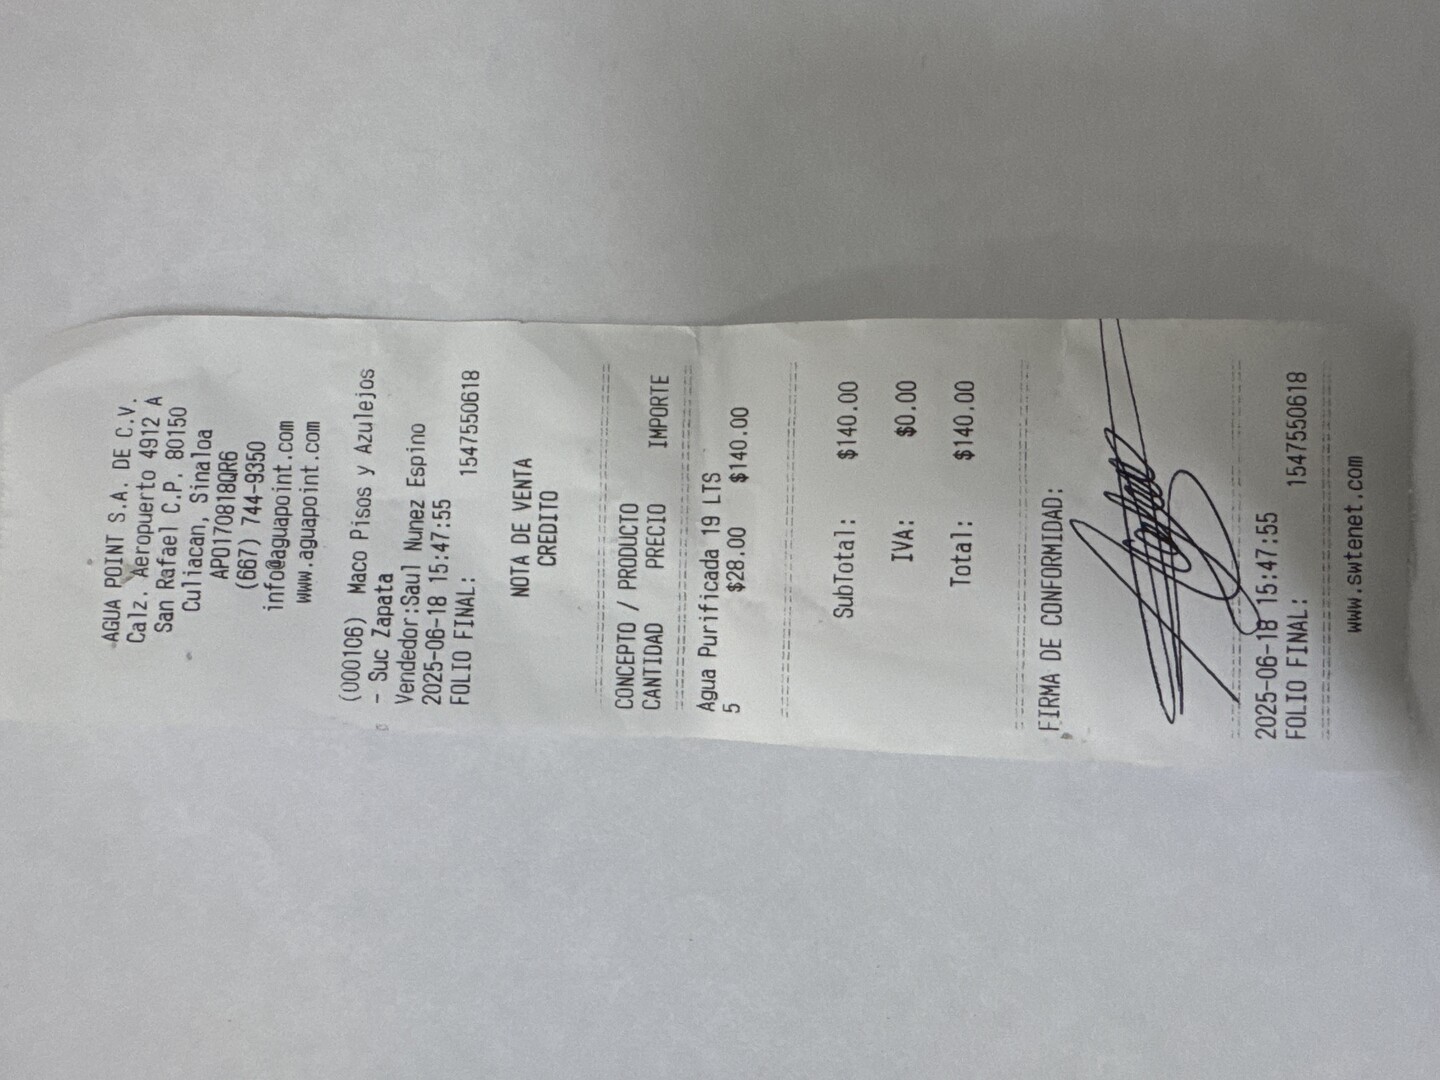 AGUA POINT S.A. DE C.V.
Calz. Aeropuerto 4912 A
San Rafael C.P. 80150
Culiacan, Sinaloa
APO170818QR6
(667) 744-9350
info@aguapoint.com
www.aguapoint.com
(000106) Maco Pisos y Azulejos
- Suc Zapata
Vendedor:Saul Nunez Espino
2025-06-18 15:47:55
FOLIO FINAL: 1547550618
NOTA DE VENTA
CREDITO
CONCEPTO / PRODUCTO
CANTIDAD PRECIO IMPORTE
Agua Purificada 19 LTS
5 $28.00 $140.00
SubTotal: $140.00
IVA: $0.00
Total: $140.00
FIRMA DE CONFORMIDAD:
2025-06-18 15:47:55
FOLIO FINAL: 1547550618
www.swtenet.com